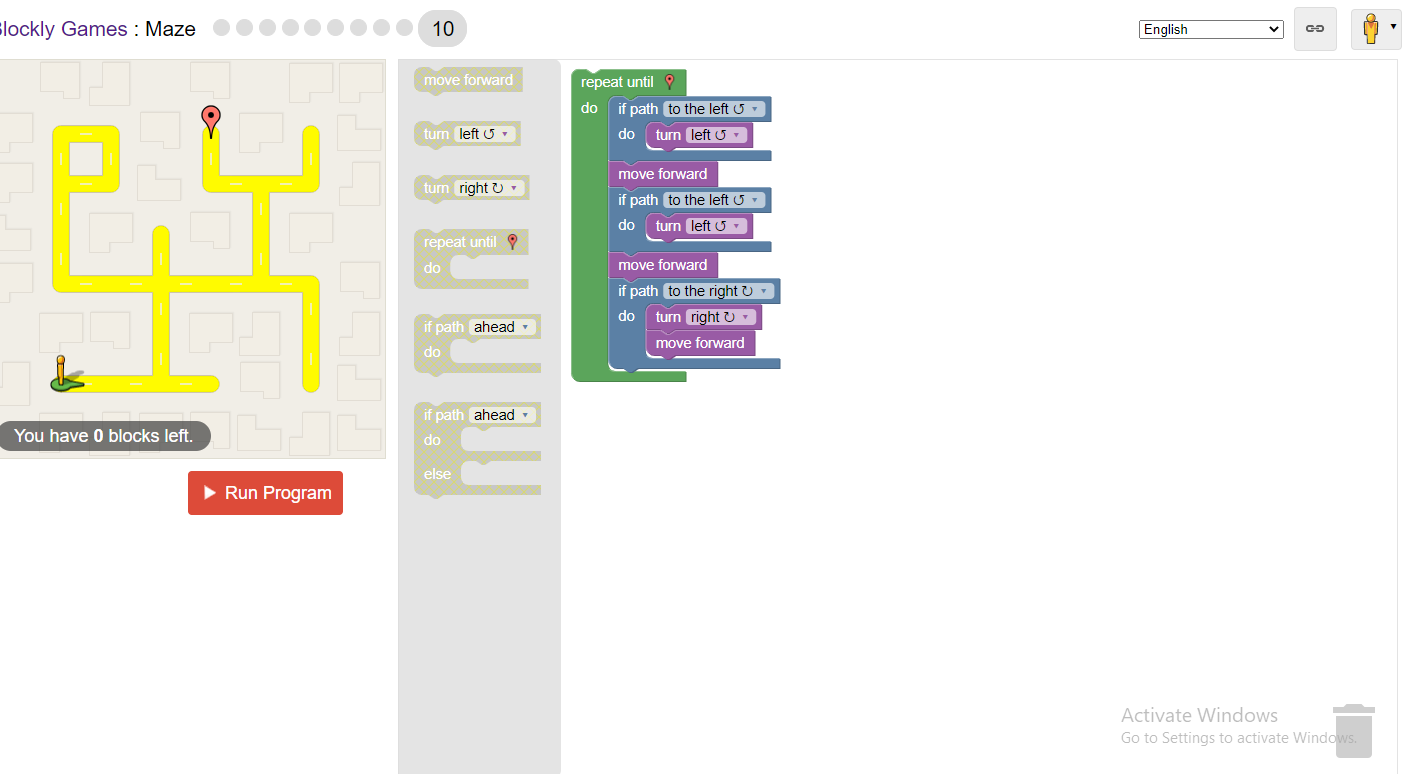 Blockly Games : Maze
10
English
move forward
turn left ↺ ▾
turn right ↻ ▾
repeat until
do
if path ahead ▾
do
if path ahead ▾
do
else
repeat until
do
if path to the left ↺ ▾
do turn left ↺ ▾
move forward
if path to the left ↺ ▾
do turn left ↺ ▾
move forward
if path to the right ↻ ▾
do turn right ↻ ▾
move forward
You have 0 blocks left.
Run Program
Activate Windows
Go to Settings to activate Windows.